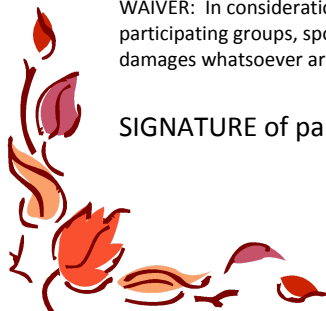 WAIVER:  In consideratio
participating groups, spo
damages whatsoever ar
SIGNATURE of pa